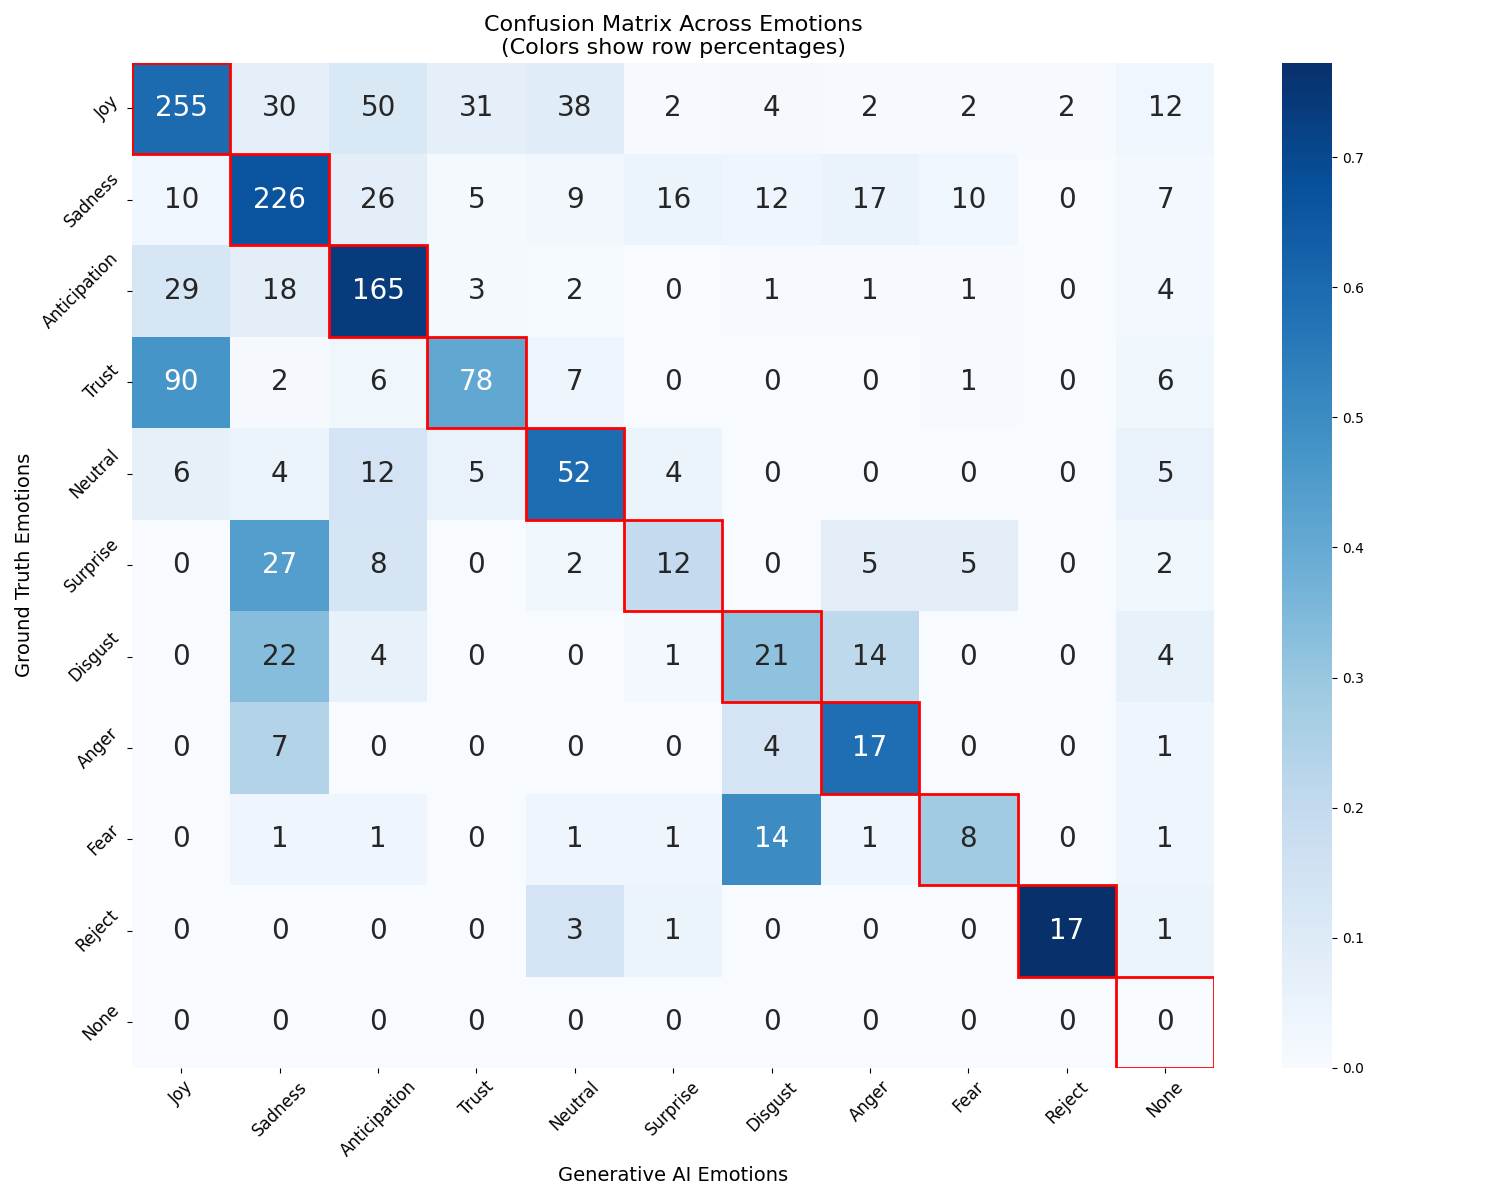 Confusion Matrix Across Emotions
(Colors show row percentages)
Joy 255 30 50 31 38 2 4 2 2 2 12
Sadness 10 226 26 5 9 16 12 17 10 0 7
Anticipation 29 18 165 3 2 0 1 1 1 0 4
Trust 90 2 6 78 7 0 0 0 1 0 6
Neutral 6 4 12 5 52 4 0 0 0 0 5
Surprise 0 27 8 0 2 12 0 5 5 0 2
Disgust 0 22 4 0 0 1 21 14 0 0 4
Anger 0 7 0 0 0 0 4 17 0 0 1
Fear 0 1 1 0 1 1 14 1 8 0 1
Reject 0 0 0 0 3 1 0 0 0 17 1
None 0 0 0 0 0 0 0 0 0 0 0
Joy Sadness Anticipation Trust Neutral Surprise Disgust Anger Fear Reject None
Generative AI Emotions
Ground Truth Emotions
0.7
0.6
0.5
0.4
0.3
0.2
0.1
0.0